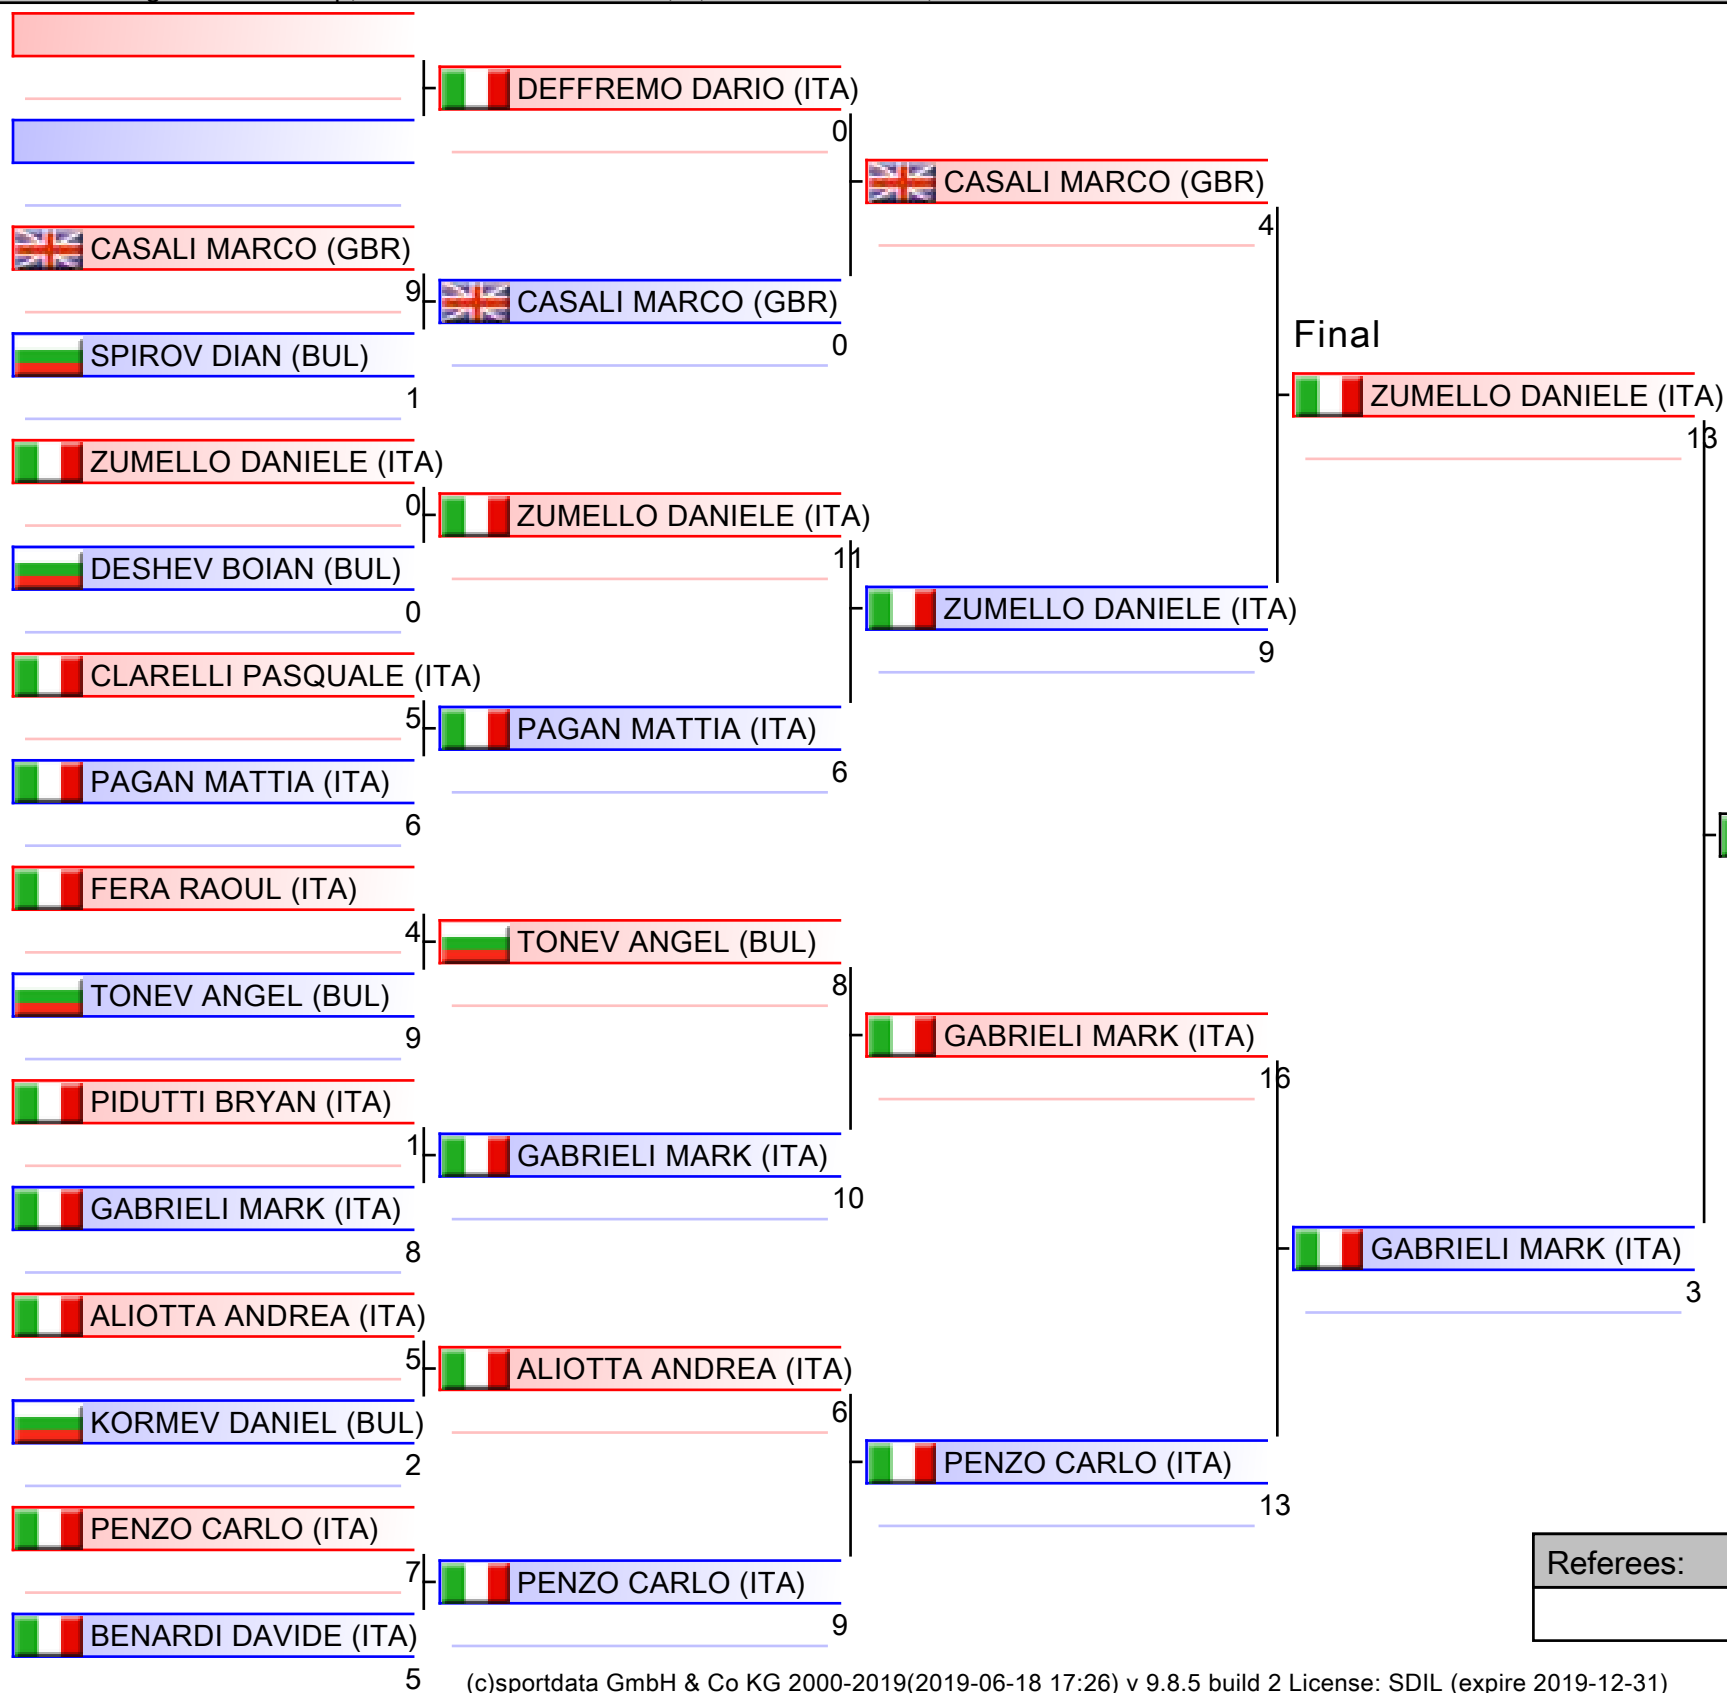 DEFFREMO DARIO (ITA)
0
CASALI MARCO (GBR)
4
CASALI MARCO (GBR)
9
CASALI MARCO (GBR)
0
Final
SPIROV DIAN (BUL)
1
ZUMELLO DANIELE (ITA)
13
ZUMELLO DANIELE (ITA)
0
ZUMELLO DANIELE (ITA)
11
DESHEV BOIAN (BUL)
0
ZUMELLO DANIELE (ITA)
9
CLARELLI PASQUALE (ITA)
5
PAGAN MATTIA (ITA)
6
PAGAN MATTIA (ITA)
6
FERA RAOUL (ITA)
4
TONEV ANGEL (BUL)
8
TONEV ANGEL (BUL)
9
GABRIELI MARK (ITA)
16
PIDUTTI BRYAN (ITA)
1
GABRIELI MARK (ITA)
10
GABRIELI MARK (ITA)
8
GABRIELI MARK (ITA)
3
ALIOTTA ANDREA (ITA)
5
ALIOTTA ANDREA (ITA)
6
KORMEV DANIEL (BUL)
2
PENZO CARLO (ITA)
13
PENZO CARLO (ITA)
7
PENZO CARLO (ITA)
9
Referees:
BENARDI DAVIDE (ITA)
5
(c)sportdata GmbH & Co KG 2000-2019(2019-06-18 17:26) v 9.8.5 build 2 License: SDIL (expire 2019-12-31)